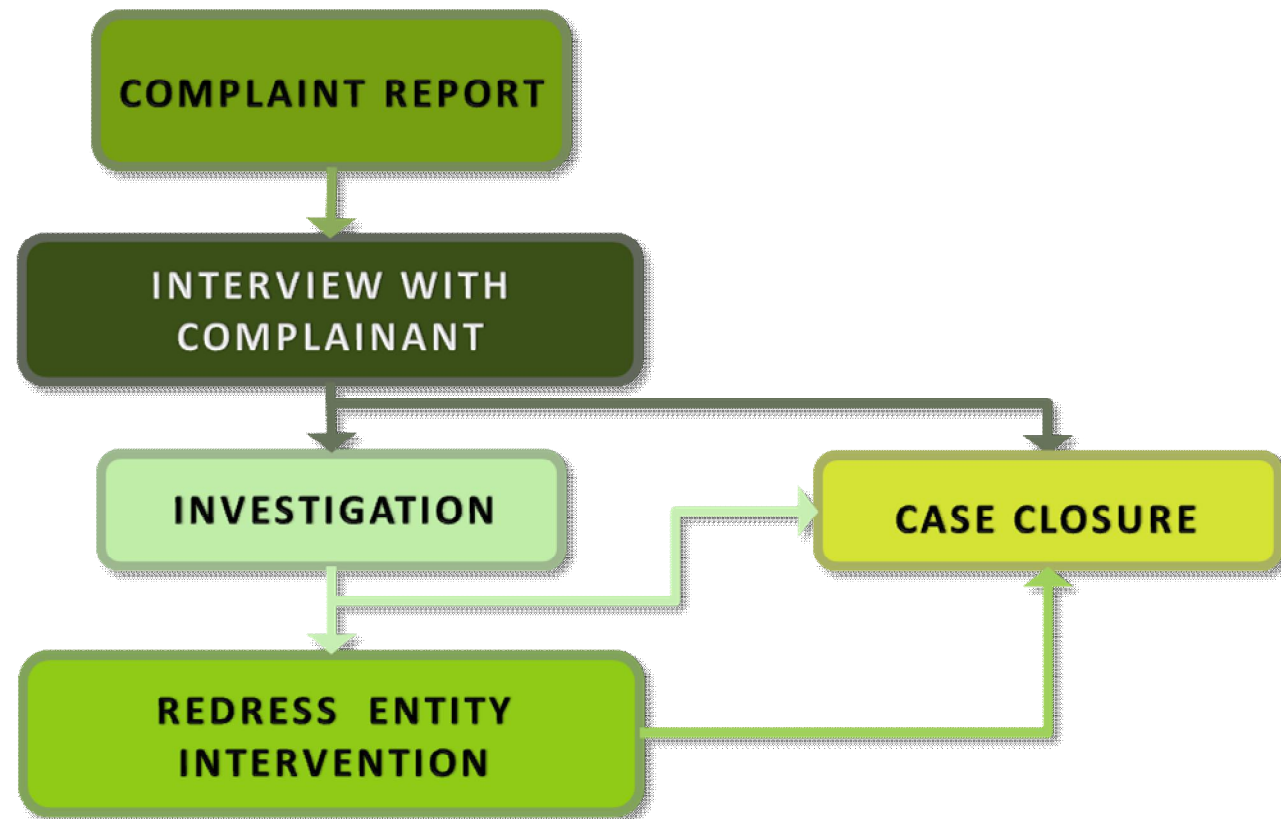 COMPLAINT REPORT
INTERVIEW WITH
COMPLAINANT
INVESTIGATION
CASE CLOSURE
REDRESS ENTITY
INTERVENTION